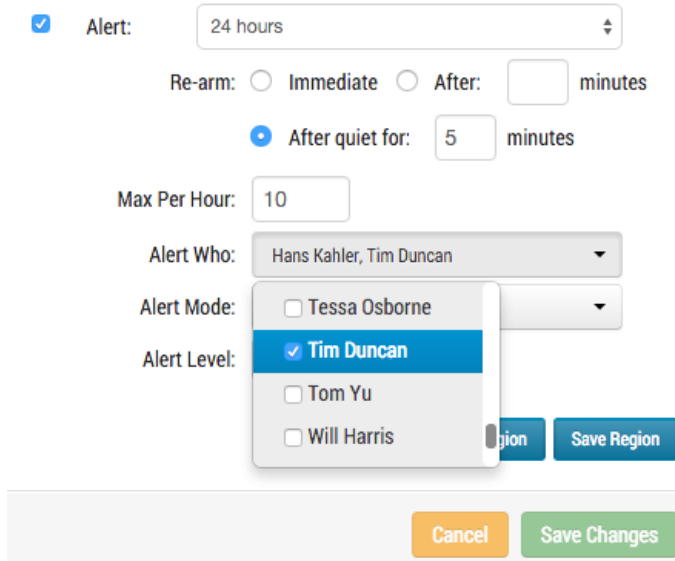 Alert: 24 hours
Re-arm: Immediate After: minutes
After quiet for: 5 minutes
Max Per Hour: 10
Alert Who: Hans Kahler, Tim Duncan
Alert Mode:
Tessa Osborne
Alert Level:
Tim Duncan
Tom Yu
Will Harris
Save Region
Cancel Save Changes